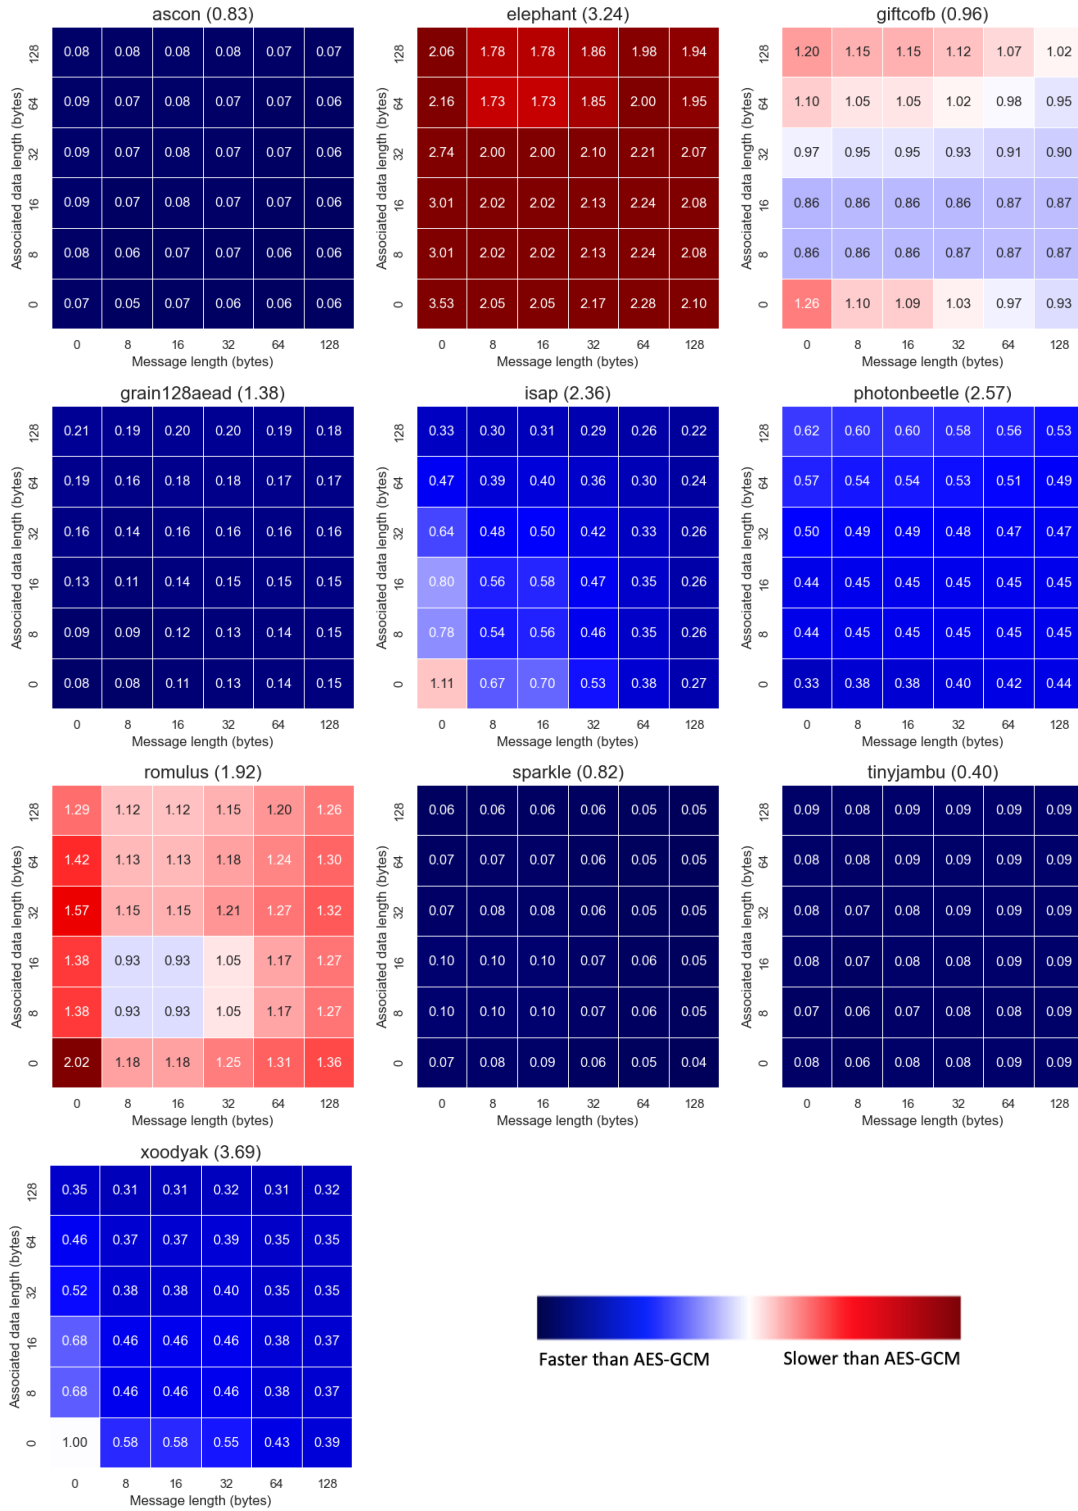 ascon (0.83)
Associated data length (bytes)
128 0.08 0.08 0.08 0.08 0.07 0.07
64 0.09 0.07 0.08 0.07 0.07 0.06
32 0.09 0.07 0.08 0.07 0.07 0.06
16 0.09 0.07 0.08 0.07 0.07 0.06
8 0.08 0.06 0.07 0.07 0.06 0.06
0 0.07 0.05 0.07 0.06 0.06 0.06
0 8 16 32 64 128
Message length (bytes)
elephant (3.24)
Associated data length (bytes)
128 2.06 1.78 1.78 1.86 1.98 1.94
64 2.16 1.73 1.73 1.85 2.00 1.95
32 2.74 2.00 2.00 2.10 2.21 2.07
16 3.01 2.02 2.02 2.13 2.24 2.08
8 3.01 2.02 2.02 2.13 2.24 2.08
0 3.53 2.05 2.05 2.17 2.28 2.10
0 8 16 32 64 128
Message length (bytes)
giftcofb (0.96)
Associated data length (bytes)
128 1.20 1.15 1.15 1.12 1.07 1.02
64 1.10 1.05 1.05 1.02 0.98 0.95
32 0.97 0.95 0.95 0.93 0.91 0.90
16 0.86 0.86 0.86 0.86 0.87 0.87
8 0.86 0.86 0.86 0.87 0.87 0.87
0 1.26 1.10 1.09 1.03 0.97 0.93
0 8 16 32 64 128
Message length (bytes)
grain128aead (1.38)
Associated data length (bytes)
128 0.21 0.19 0.20 0.20 0.19 0.18
64 0.19 0.16 0.18 0.18 0.17 0.17
32 0.16 0.14 0.16 0.16 0.16 0.16
16 0.13 0.11 0.14 0.15 0.15 0.15
8 0.09 0.09 0.12 0.13 0.14 0.15
0 0.08 0.08 0.11 0.13 0.14 0.15
0 8 16 32 64 128
Message length (bytes)
isap (2.36)
Associated data length (bytes)
128 0.33 0.30 0.31 0.29 0.26 0.22
64 0.47 0.39 0.40 0.36 0.30 0.24
32 0.64 0.48 0.50 0.42 0.33 0.26
16 0.80 0.56 0.58 0.47 0.35 0.26
8 0.78 0.54 0.56 0.46 0.35 0.26
0 1.11 0.67 0.70 0.53 0.38 0.27
0 8 16 32 64 128
Message length (bytes)
photonbeetle (2.57)
Associated data length (bytes)
128 0.62 0.60 0.60 0.58 0.56 0.53
64 0.57 0.54 0.54 0.53 0.51 0.49
32 0.50 0.49 0.49 0.48 0.47 0.47
16 0.44 0.45 0.45 0.45 0.45 0.45
8 0.44 0.45 0.45 0.45 0.45 0.45
0 0.33 0.38 0.38 0.40 0.42 0.44
0 8 16 32 64 128
Message length (bytes)
romulus (1.92)
Associated data length (bytes)
128 1.29 1.12 1.12 1.15 1.20 1.26
64 1.42 1.13 1.13 1.18 1.24 1.30
32 1.57 1.15 1.15 1.21 1.27 1.32
16 1.38 0.93 0.93 1.05 1.17 1.27
8 1.38 0.93 0.93 1.05 1.17 1.27
0 2.02 1.18 1.18 1.25 1.31 1.36
0 8 16 32 64 128
Message length (bytes)
sparkle (0.82)
Associated data length (bytes)
128 0.06 0.06 0.06 0.06 0.05 0.05
64 0.07 0.07 0.07 0.06 0.05 0.05
32 0.07 0.08 0.08 0.06 0.05 0.05
16 0.10 0.10 0.10 0.07 0.06 0.05
8 0.10 0.10 0.10 0.07 0.06 0.05
0 0.07 0.08 0.09 0.06 0.05 0.04
0 8 16 32 64 128
Message length (bytes)
tinyjambu (0.40)
Associated data length (bytes)
128 0.09 0.08 0.09 0.09 0.09 0.09
64 0.08 0.08 0.09 0.09 0.09 0.09
32 0.08 0.07 0.08 0.09 0.09 0.09
16 0.08 0.07 0.08 0.08 0.09 0.09
8 0.07 0.06 0.07 0.08 0.08 0.09
0 0.08 0.06 0.08 0.08 0.09 0.09
0 8 16 32 64 128
Message length (bytes)
xoodyak (3.69)
Associated data length (bytes)
128 0.35 0.31 0.31 0.32 0.31 0.32
64 0.46 0.37 0.37 0.39 0.35 0.35
32 0.52 0.38 0.38 0.40 0.35 0.35
16 0.68 0.46 0.46 0.46 0.38 0.37
8 0.68 0.46 0.46 0.46 0.38 0.37
0 1.00 0.58 0.58 0.55 0.43 0.39
0 8 16 32 64 128
Message length (bytes)
Faster than AES-GCM
Slower than AES-GCM